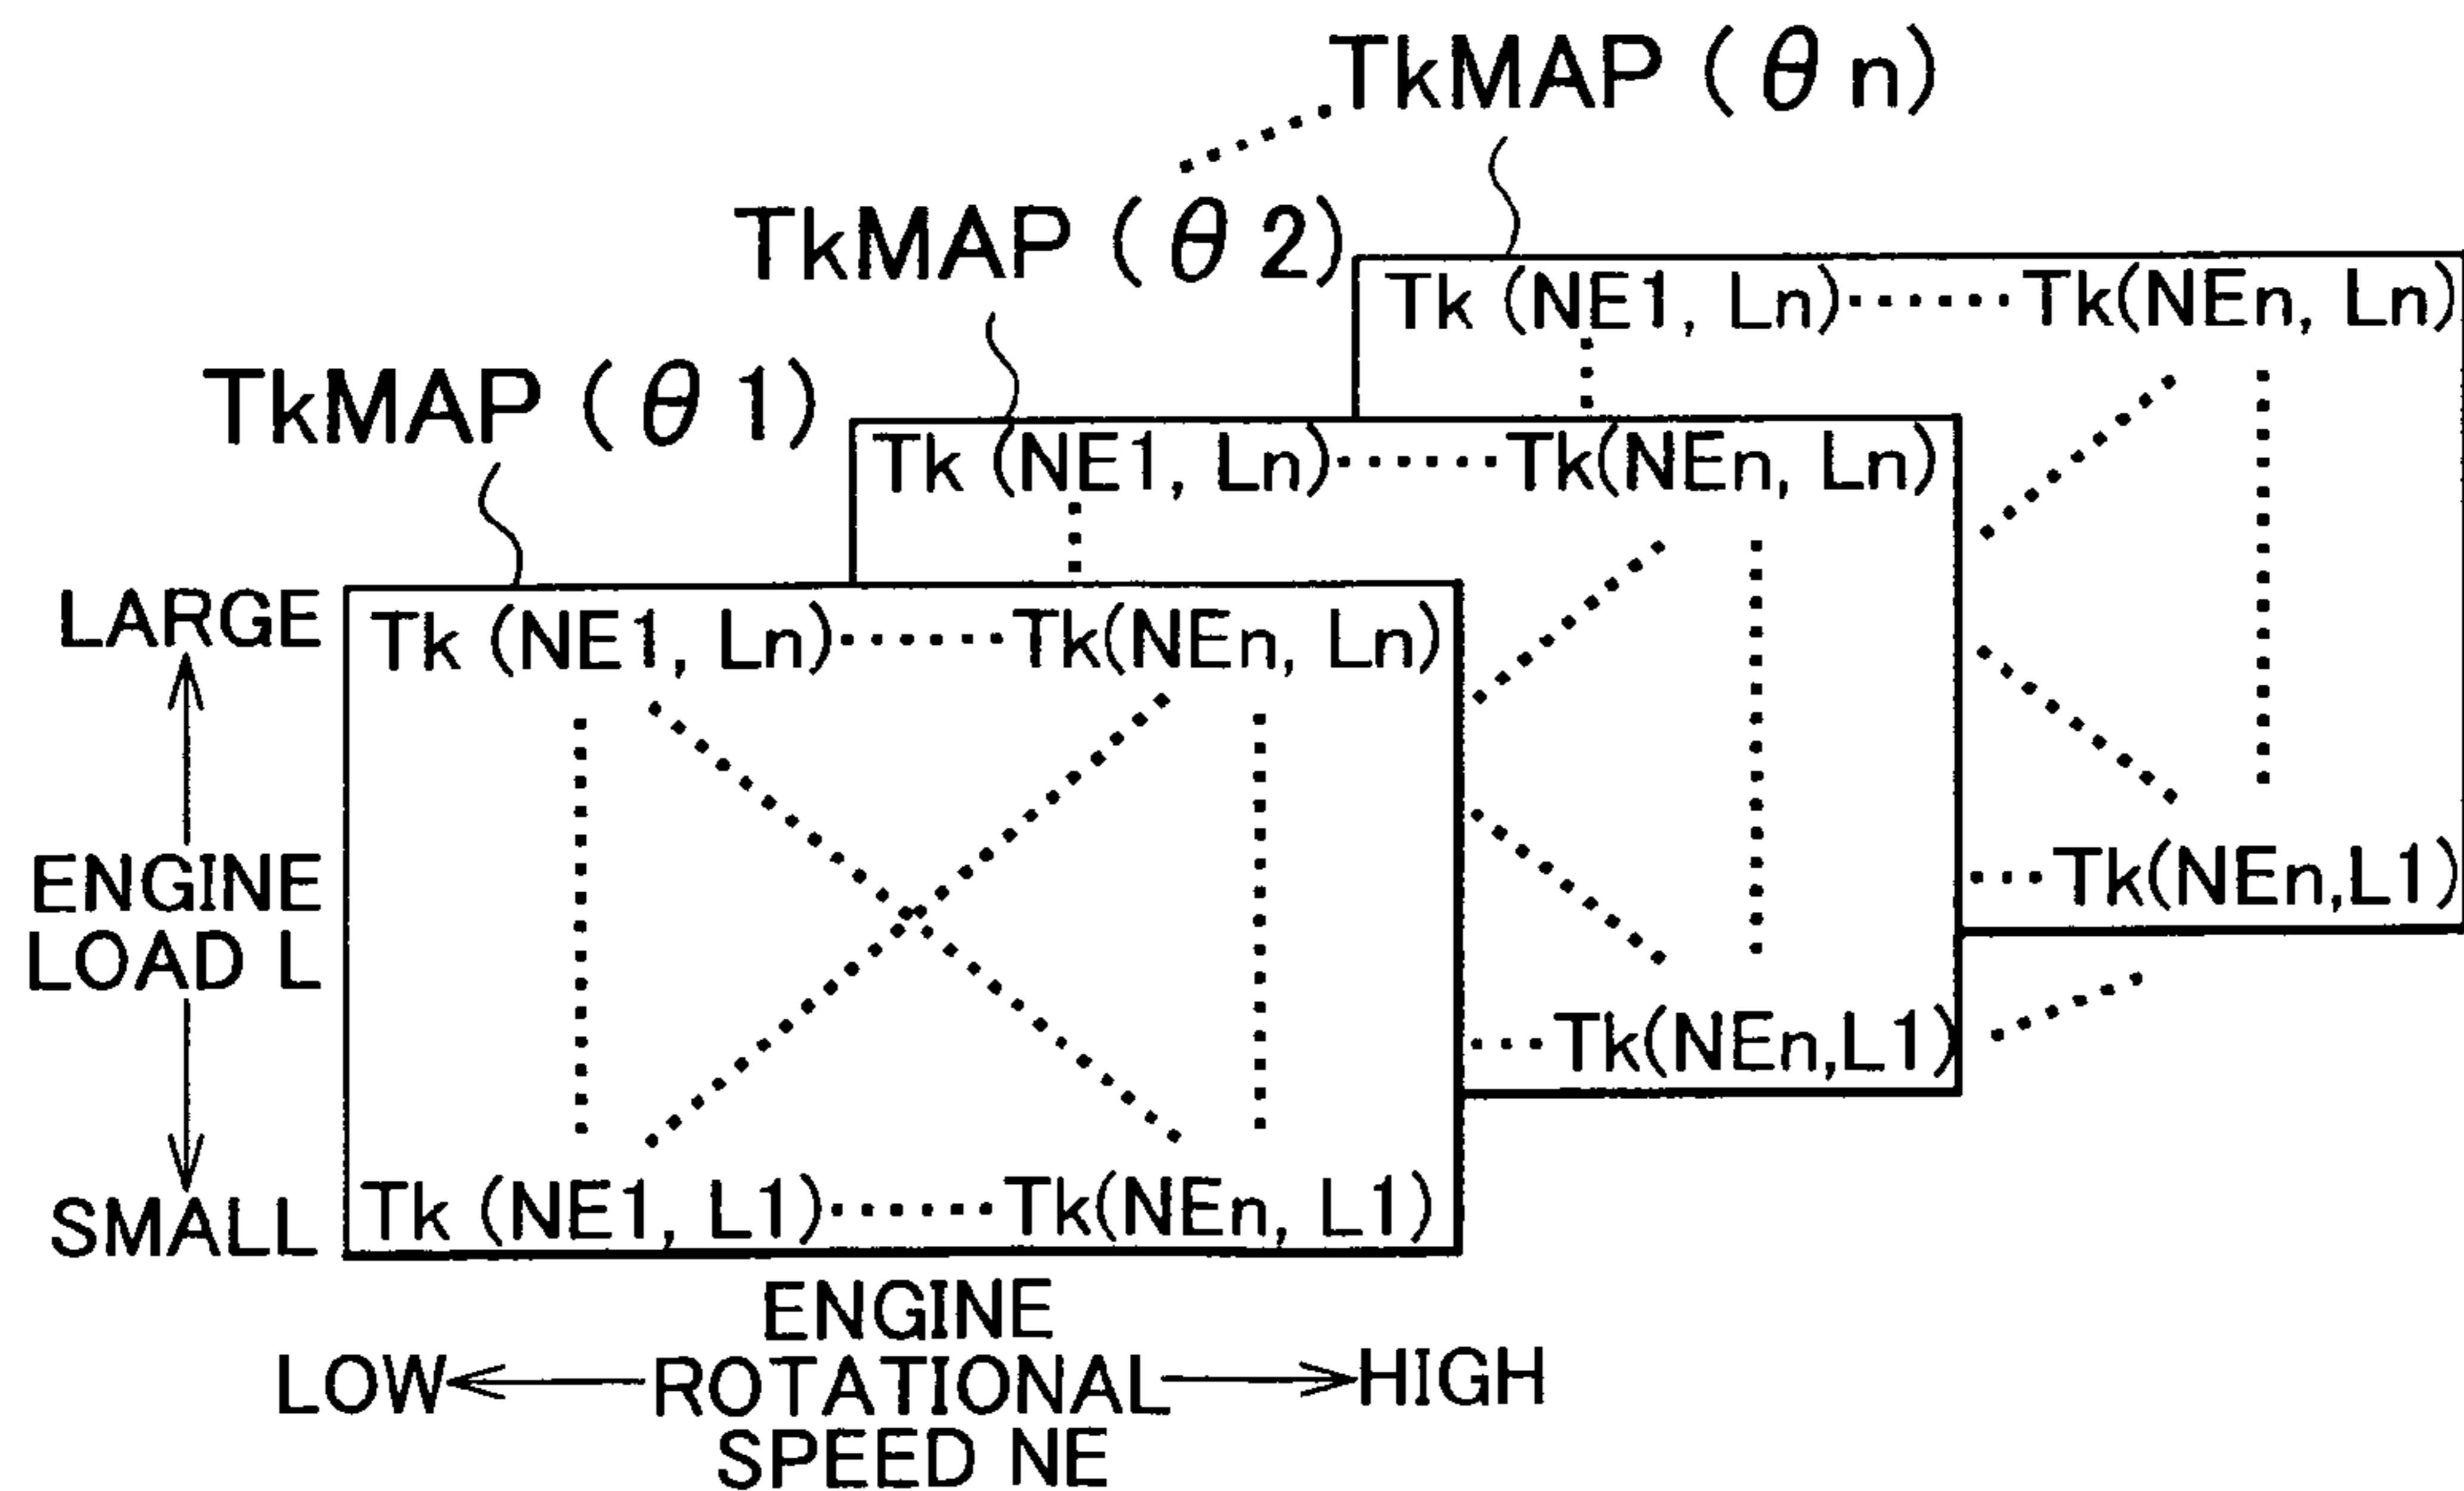 TkMAP (θn)
TkMAP (θ2)
Tk (NE1, Ln)······Tk(NEn, Ln)
TkMAP (θ1)
Tk (NE1, Ln)······Tk(NEn, Ln)
LARGE
Tk (NE1, Ln)······Tk(NEn, Ln)
ENGINE
LOAD L
···Tk(NEn,L1)
···Tk(NEn,L1)
SMALL
Tk (NE1, L1)······Tk(NEn, L1)
ENGINE
LOW ROTATIONAL HIGH
SPEED NE